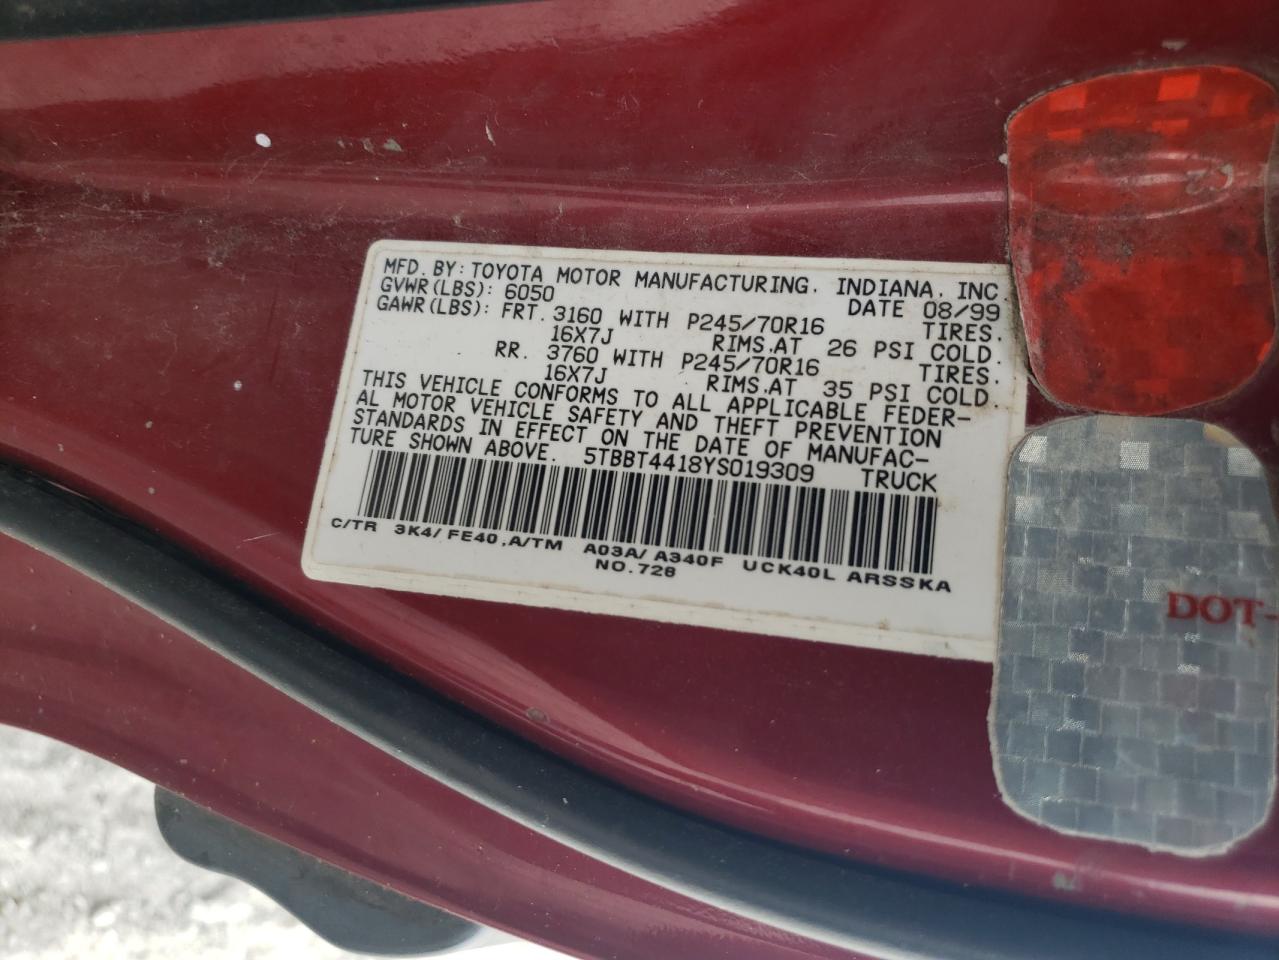 MFD. BY: TOYOTA MOTOR MANUFACTURING, INDIANA, INC.
GVWR(LBS): 6050 DATE 08/99
GAWR(LBS): FRT. 3160 WITH P245/70R16 TIRES.
16X7J RIMS.AT 26 PSI COLD.
RR. 3760 WITH P245/70R16 TIRES.
16X7J RIMS.AT 35 PSI COLD.
THIS VEHICLE CONFORMS TO ALL APPLICABLE FEDER-
AL MOTOR VEHICLE SAFETY AND THEFT PREVENTION
STANDARDS IN EFFECT ON THE DATE OF MANUFAC-
TURE SHOWN ABOVE. 5TBBT4418YS019309 TRUCK
C/TR 3K4/FE40,A/TM A03A/A340F UCK40L ARSSKA
NO.726
DOT-